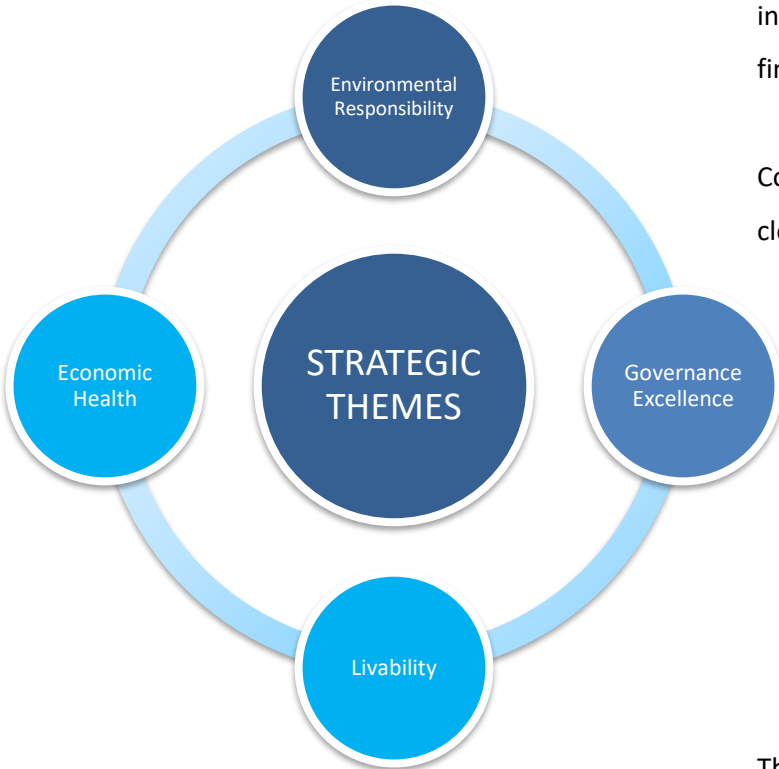 Environmental
Responsibility
STRATEGIC
THEMES
Economic
Health
Governance
Excellence
Livability